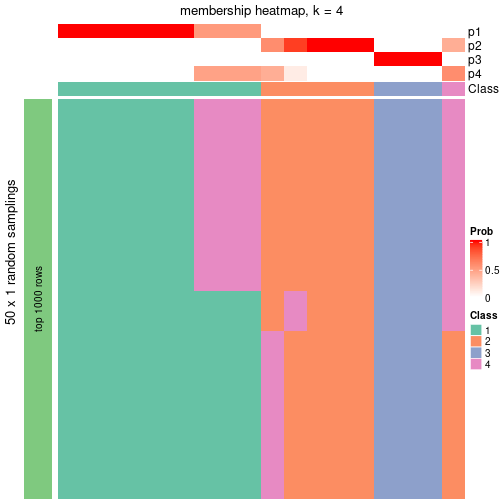 membership heatmap, k = 4
p1
p2
p3
p4
Class
50 x 1 random samplings
top 1000 rows
Prob
1
0.5
0
Class
1
2
3
4